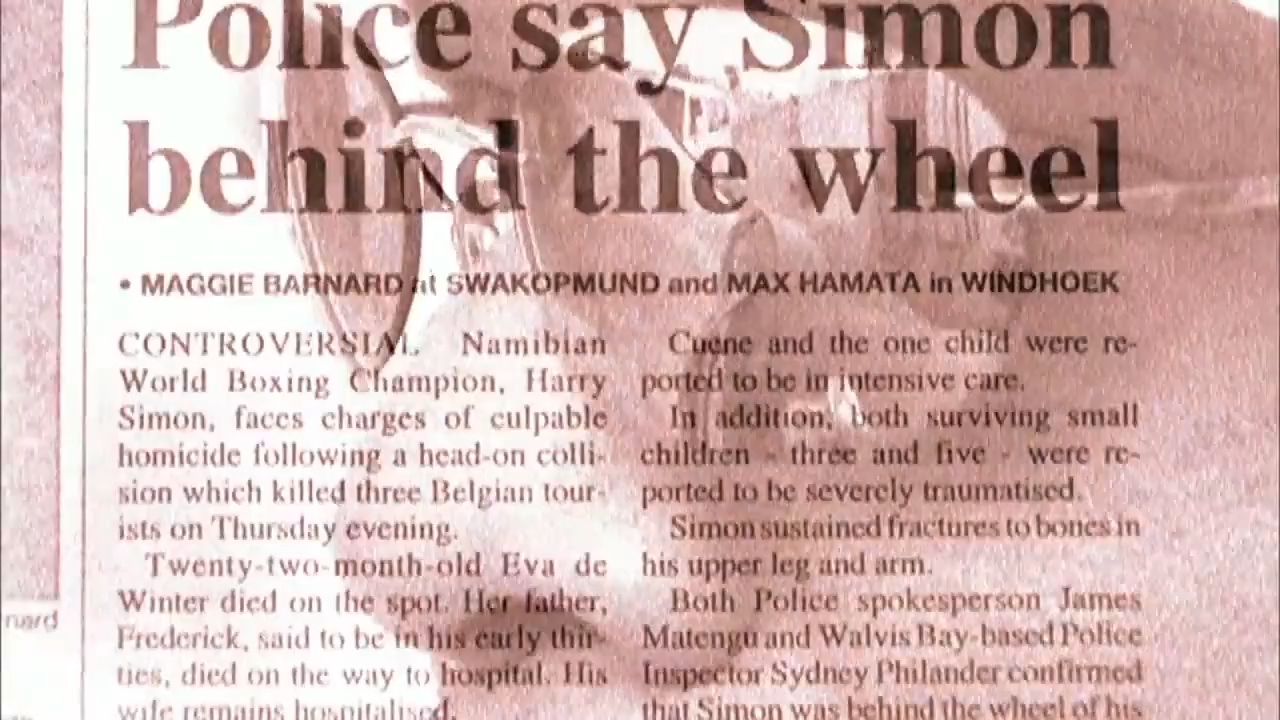 Police say Simon
behind the wheel
• MAGGIE BARNARD at SWAKOPMUND and MAX HAMATA in WINDHOEK
CONTROVERSIAL Namibian
World Boxing Champion, Harry
Simon, faces charges of culpable
homicide following a head-on colli-
sion which killed three Belgian tour-
ists on Thursday evening.
Twenty-two-month-old Eva de
Winter died on the spot. Her father,
Frederick, said to be in his early thir-
ties, died on the way to hospital. His
wife remains hospitalised.
Cuene and the one child were re-
ported to be in intensive care.
In addition, both surviving small
children - three and five - were re-
ported to be severely traumatised.
Simon sustained fractures to bones in
his upper leg and arm.
Both Police spokesperson James
Matengu and Walvis Bay-based Police
Inspector Sydney Philander confirmed
that Simon was behind the wheel of his
nard